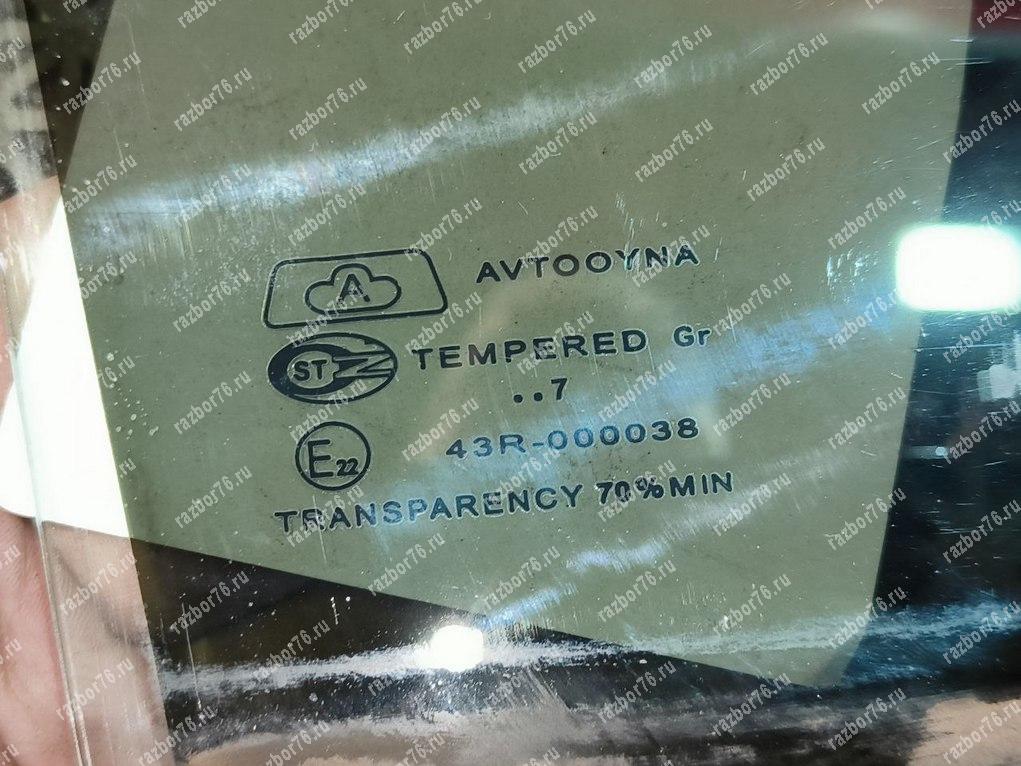 A AVTOOYNA
ST TEMPERED Gr
..7
E22 43R-000038
TRANSPARENCY 70% MIN
razbor76.ru